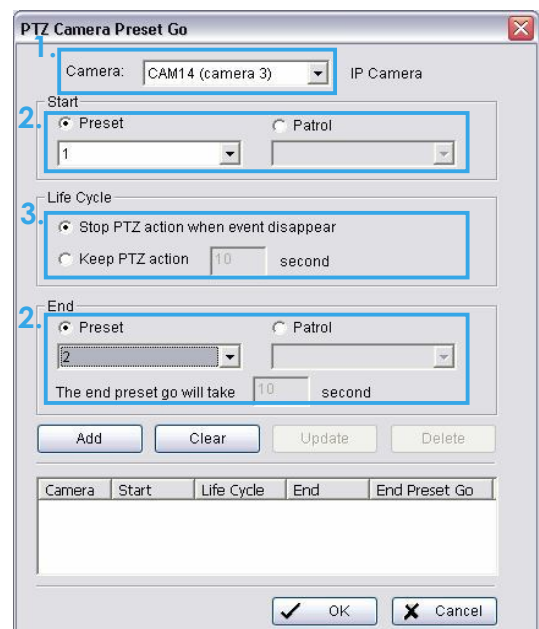 PTZ Camera Preset Go
1.
Camera: CAM14 (camera 3) IP Camera
Start
2.
Preset Patrol
1
Life Cycle
3.
Stop PTZ action when event disappear
Keep PTZ action 10 second
End
2.
Preset Patrol
2
The end preset go will take 10 second
Add Clear Update Delete
Camera Start Life Cycle End End Preset Go
OK Cancel